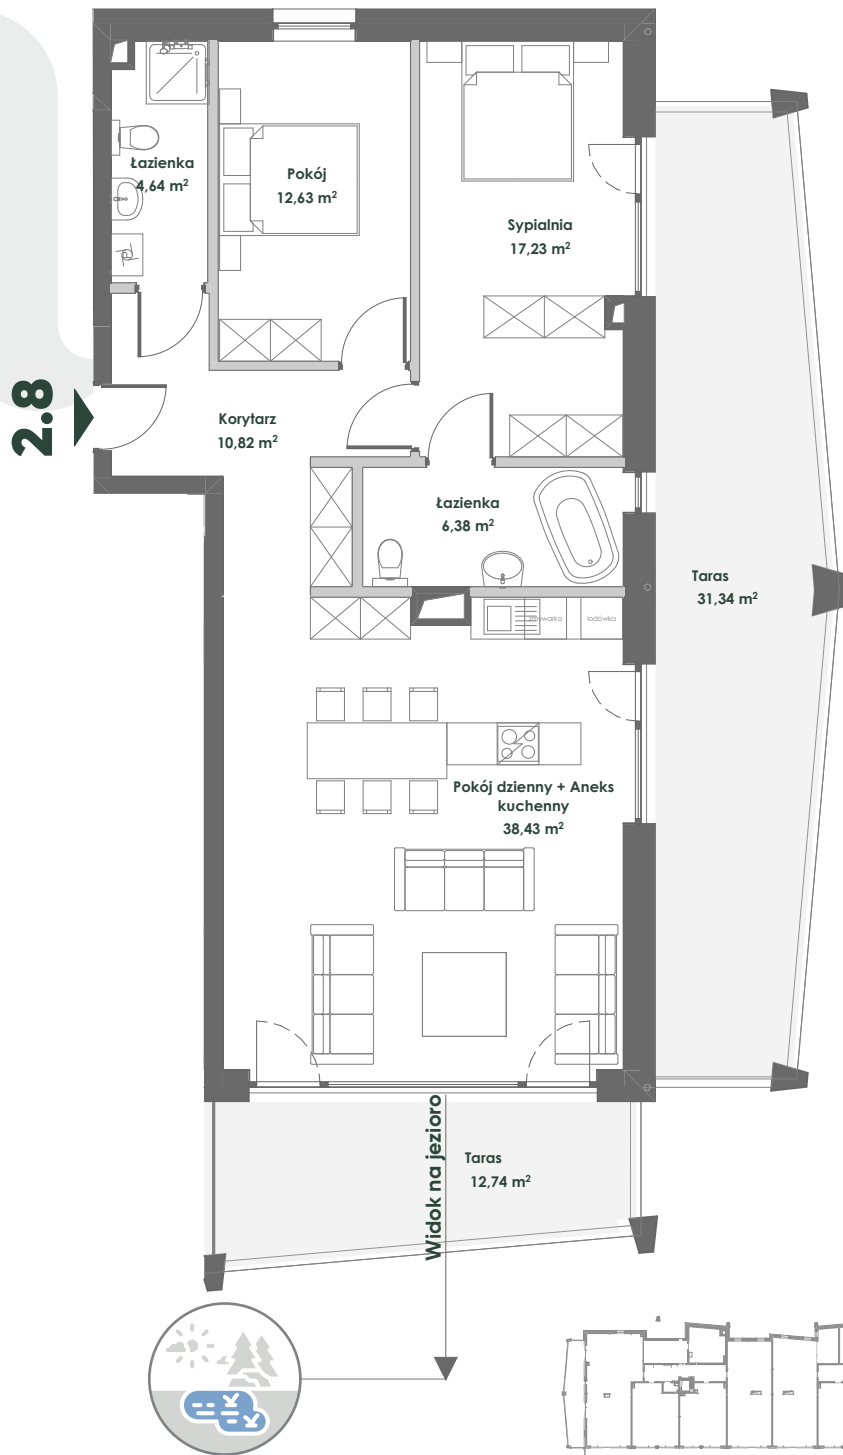 Łazienka
4,64 m²
Pokój
12,63 m²
Sypialnia
17,23 m²
2.8
Korytarz
10,82 m²
Łazienka
6,38 m²
Taras
31,34 m²
zmywarka
lodówka
Pokój dzienny + Aneks
kuchenny
38,43 m²
Widok na jezioro
Taras
12,74 m²